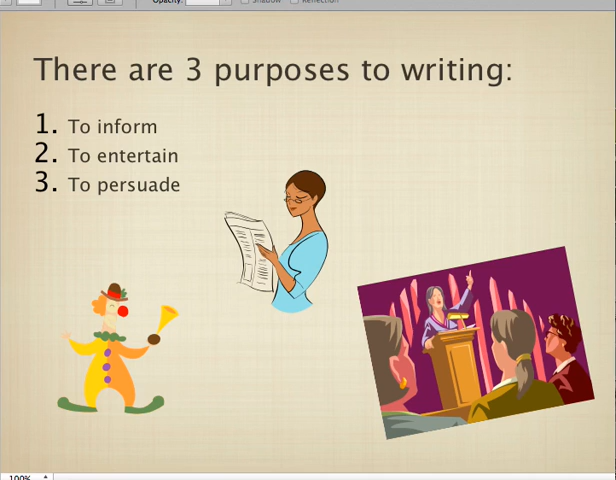 Opacity: Shadow Reflection
There are 3 purposes to writing:
1. To inform
2. To entertain
3. To persuade
100%